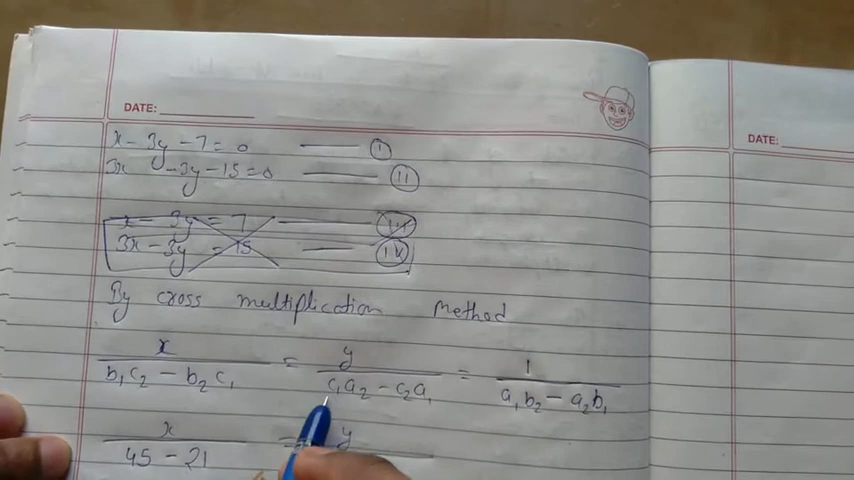 DATE:
DATE:
x - 3y - 7 = 0 ——— (I)
3x - 3y - 15 = 0 ——— (II)
x - 3y = 7 ——— (III)
3x - 3y = 15 ——— (IV)
By cross multiplication Method
x / (b₁c₂ - b₂c₁) = y / (c₁a₂ - c₂a₁) = 1 / (a₁b₂ - a₂b₁)
x / (45 - 21) = y